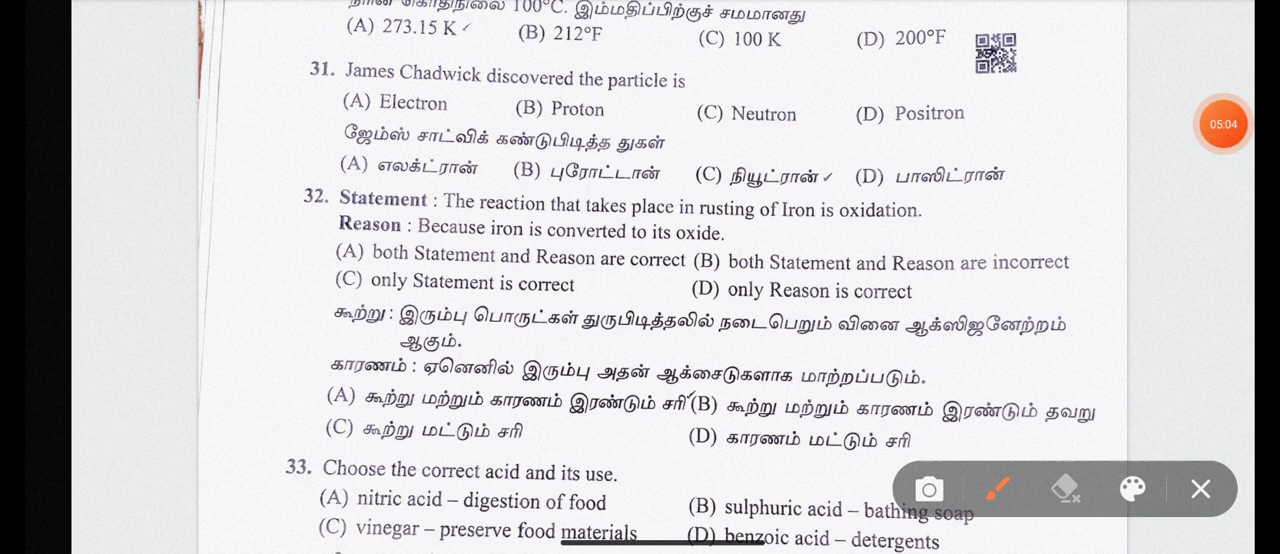 நிலை 100°C. இம்மதிப்பிற்குச் சமமானது
(A) 273.15 K ✓ (B) 212°F (C) 100 K (D) 200°F
31. James Chadwick discovered the particle is
(A) Electron (B) Proton (C) Neutron (D) Positron
ஜேம்ஸ் சாட்விக் கண்டுபிடித்த துகள்
(A) எலக்ட்ரான் (B) புரோட்டான் (C) நியூட்ரான் ✓ (D) பாஸிட்ரான்
05:04
32. Statement : The reaction that takes place in rusting of Iron is oxidation.
Reason : Because iron is converted to its oxide.
(A) both Statement and Reason are correct (B) both Statement and Reason are incorrect
(C) only Statement is correct (D) only Reason is correct
கூற்று : இரும்பு பொருட்கள் துருபிடித்தலில் நடைபெறும் வினை ஆக்ஸிஜனேற்றம்
ஆகும்.
காரணம் : ஏனெனில் இரும்பு அதன் ஆக்சைடுகளாக மாற்றப்படும்.
(A) கூற்று மற்றும் காரணம் இரண்டும் சரி ✓ (B) கூற்று மற்றும் காரணம் இரண்டும் தவறு
(C) கூற்று மட்டும் சரி (D) காரணம் மட்டும் சரி
33. Choose the correct acid and its use.
(A) nitric acid – digestion of food (B) sulphuric acid – bathing soap
(C) vinegar – preserve food materials (D) benzoic acid – detergents